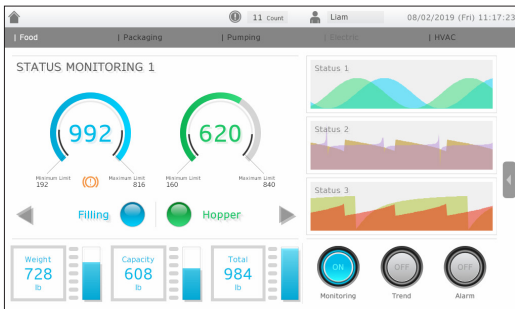 11 Count Liam 08/02/2019 (Fri) 11:17:23
| Food | Packaging | Pumping | Electric | HVAC
STATUS MONITORING 1
992 620
Minimum Limit Maximum Limit Minimum Limit Maximum Limit
192 816 160 840
Filling Hopper
Weight Capacity Total
728 608 984
lb lb lb
Status 1
Status 2
Status 3
ON OFF OFF
Monitoring Trend Alarm